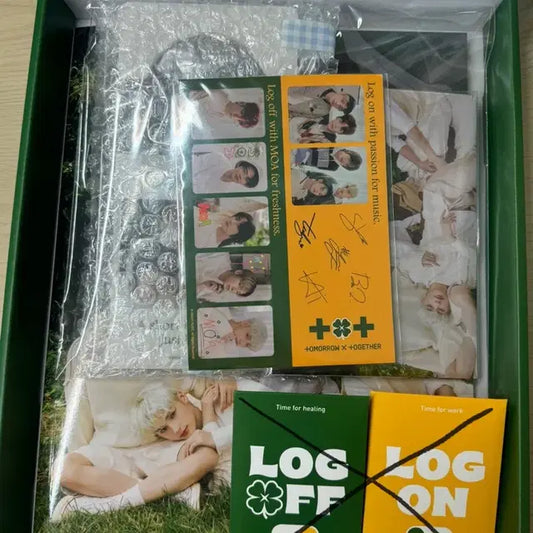 Log off with MOA for freshness.
Log on with passion for music.
TOMORROW X TOGETHER
Time for healing
LOG
OFF
Time for work
LOG
ON